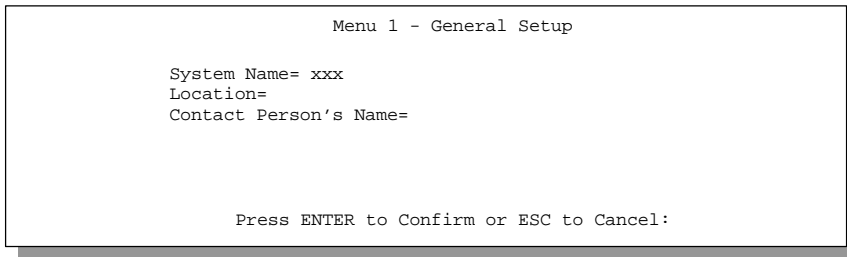 Menu 1 - General Setup
System Name= xxx
Location=
Contact Person's Name=
Press ENTER to Confirm or ESC to Cancel: